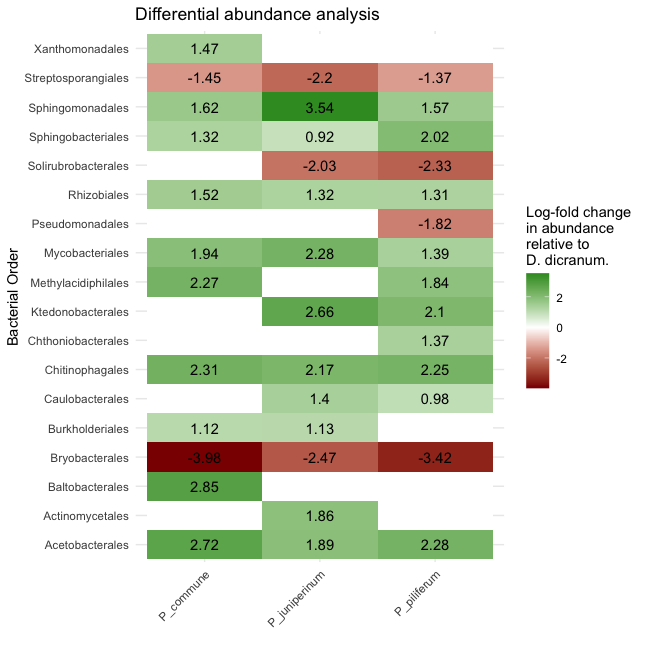 Differential abundance analysis
Bacterial Order
Xanthomonadales 1.47
Streptosporangiales -1.45 -2.2 -1.37
Sphingomonadales 1.62 3.54 1.57
Sphingobacteriales 1.32 0.92 2.02
Solirubrobacterales -2.03 -2.33
Rhizobiales 1.52 1.32 1.31
Pseudomonadales -1.82
Mycobacteriales 1.94 2.28 1.39
Methylacidiphilales 2.27 1.84
Ktedonobacterales 2.66 2.1
Chthoniobacterales 1.37
Chitinophagales 2.31 2.17 2.25
Caulobacterales 1.4 0.98
Burkholderiales 1.12 1.13
Bryobacterales -3.98 -2.47 -3.42
Baltobacterales 2.85
Actinomycetales 1.86
Acetobacterales 2.72 1.89 2.28
P_commune P_juniperinum P_piliferum
Log-fold change
in abundance
relative to
D. dicranum.
2
0
-2